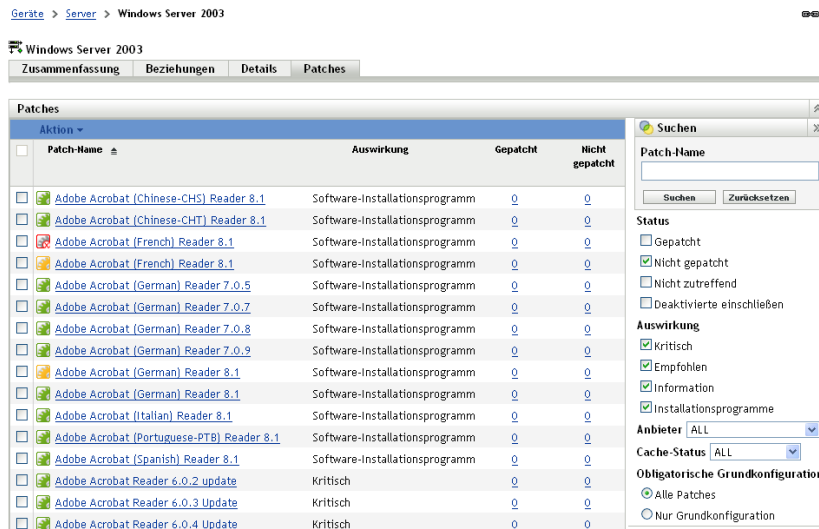 Geräte > Server > Windows Server 2003
Windows Server 2003
Zusammenfassung Beziehungen Details Patches
Patches
Aktion
Patch-Name Auswirkung Gepatcht Nicht gepatcht
Adobe Acrobat (Chinese-CHS) Reader 8.1 Software-Installationsprogramm 0 0
Adobe Acrobat (Chinese-CHT) Reader 8.1 Software-Installationsprogramm 0 0
Adobe Acrobat (French) Reader 8.1 Software-Installationsprogramm 0 0
Adobe Acrobat (French) Reader 8.1 Software-Installationsprogramm 0 0
Adobe Acrobat (German) Reader 7.0.5 Software-Installationsprogramm 0 0
Adobe Acrobat (German) Reader 7.0.7 Software-Installationsprogramm 0 0
Adobe Acrobat (German) Reader 7.0.8 Software-Installationsprogramm 0 0
Adobe Acrobat (German) Reader 7.0.9 Software-Installationsprogramm 0 0
Adobe Acrobat (German) Reader 8.1 Software-Installationsprogramm 0 0
Adobe Acrobat (German) Reader 8.1 Software-Installationsprogramm 0 0
Adobe Acrobat (Italian) Reader 8.1 Software-Installationsprogramm 0 0
Adobe Acrobat (Portuguese-PTB) Reader 8.1 Software-Installationsprogramm 0 0
Adobe Acrobat (Spanish) Reader 8.1 Software-Installationsprogramm 0 0
Adobe Acrobat Reader 6.0.2 update Kritisch 0 0
Adobe Acrobat Reader 6.0.3 Update Kritisch 0 0
Adobe Acrobat Reader 6.0.4 Update Kritisch 0 0
Suchen
Patch-Name
Suchen Zurücksetzen
Status
Gepatcht
Nicht gepatcht
Nicht zutreffend
Deaktivierte einschließen
Auswirkung
Kritisch
Empfohlen
Information
Installationsprogramme
Anbieter ALL
Cache-Status ALL
Obligatorische Grundkonfiguration
Alle Patches
Nur Grundkonfiguration